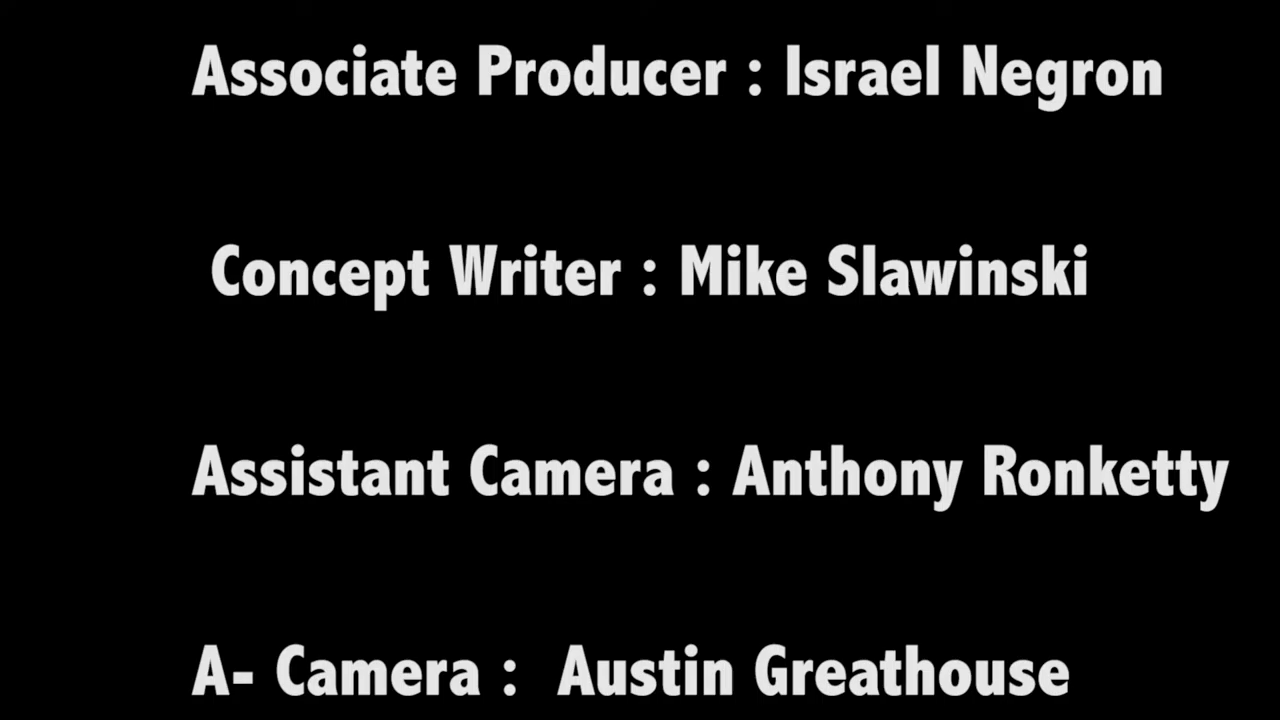 Associate Producer : Israel Negron
Concept Writer : Mike Slawinski
Assistant Camera : Anthony Ronketty
A- Camera :  Austin Greathouse